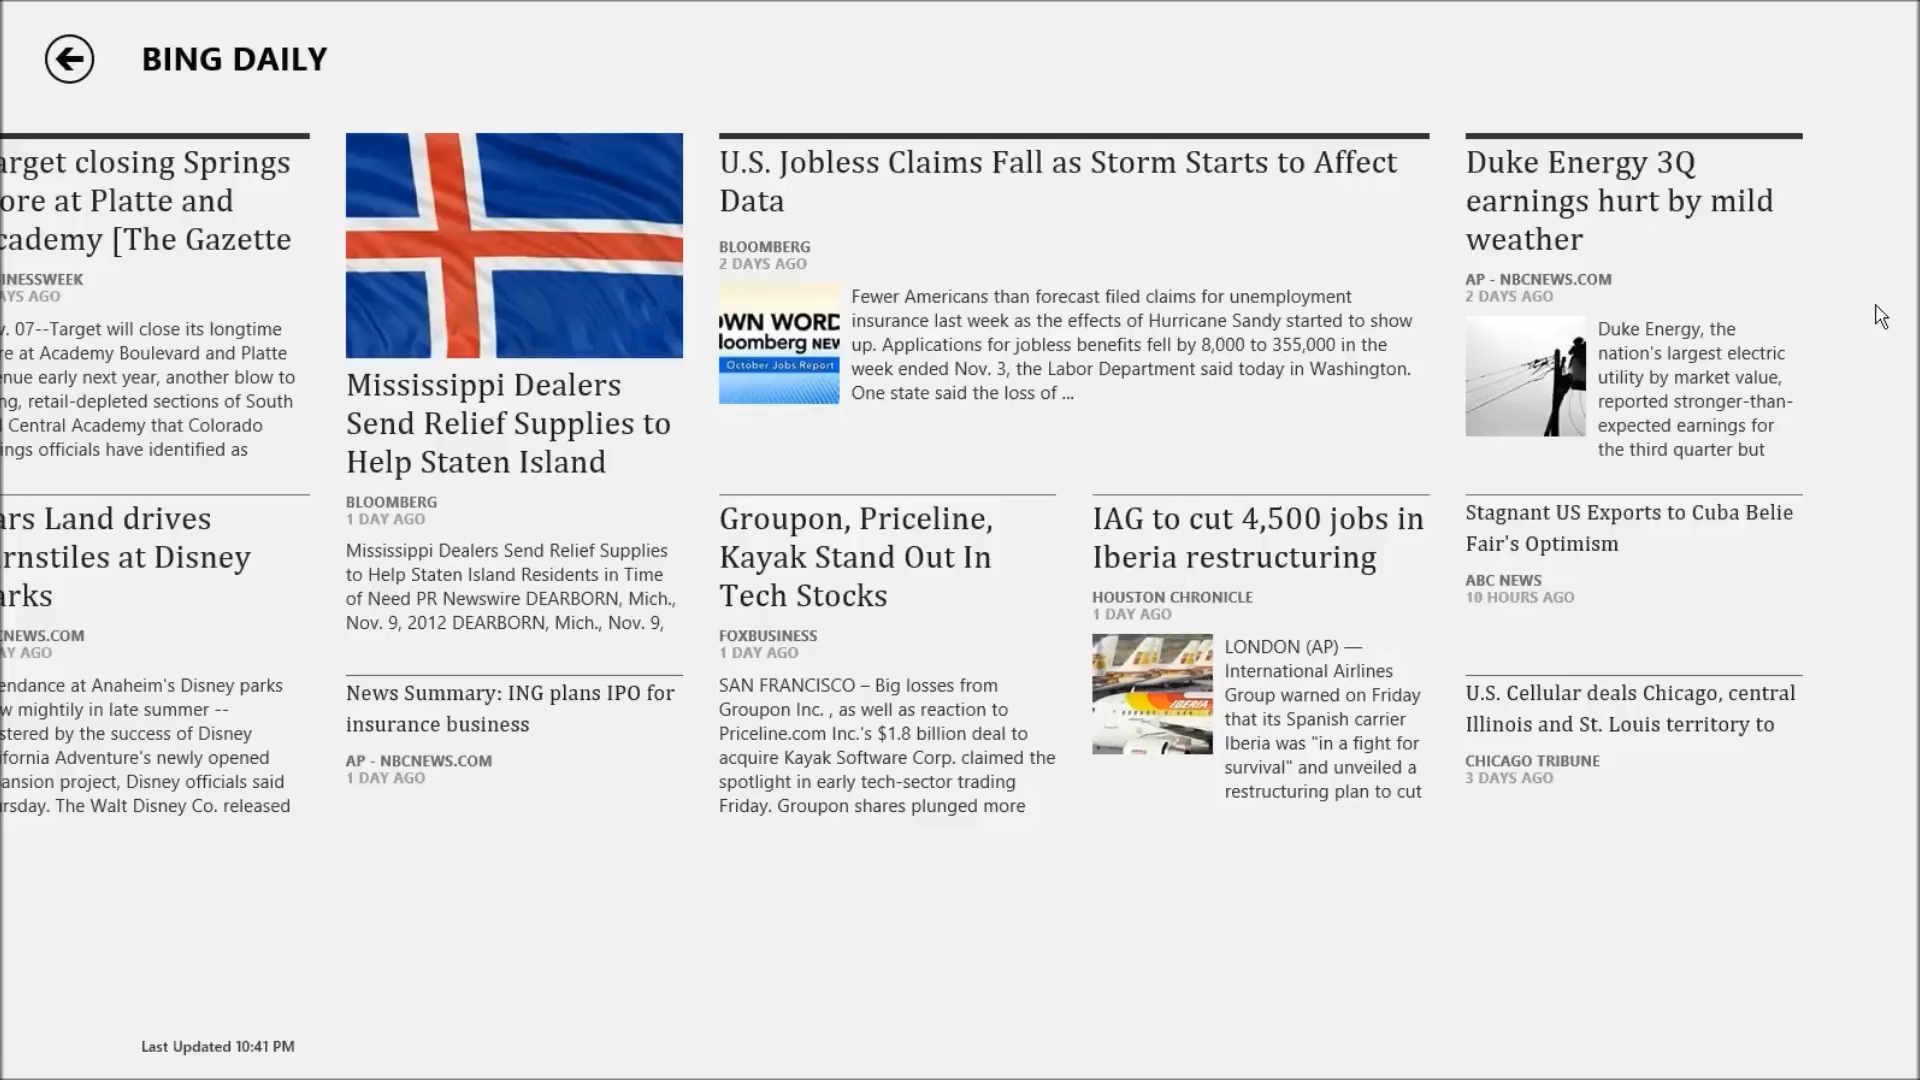 BING DAILY
arget closing Springs
ore at Platte and
cademy [The Gazette
INESSWEEK
AYS AGO
v. 07--Target will close its longtime
re at Academy Boulevard and Platte
enue early next year, another blow to
ng, retail-depleted sections of South
d Central Academy that Colorado
ings officials have identified as
ars Land drives
rnstiles at Disney
arks
CNEWS.COM
AY AGO
endance at Anaheim's Disney parks
w mightily in late summer --
stered by the success of Disney
ifornia Adventure's newly opened
ansion project, Disney officials said
ursday. The Walt Disney Co. released
Mississippi Dealers
Send Relief Supplies to
Help Staten Island
BLOOMBERG
1 DAY AGO
Mississippi Dealers Send Relief Supplies
to Help Staten Island Residents in Time
of Need PR Newswire DEARBORN, Mich.,
Nov. 9, 2012 DEARBORN, Mich., Nov. 9,
News Summary: ING plans IPO for
insurance business
AP - NBCNEWS.COM
1 DAY AGO
U.S. Jobless Claims Fall as Storm Starts to Affect
Data
BLOOMBERG
2 DAYS AGO
OWN WORD
loomberg NEW
October Jobs Report
Fewer Americans than forecast filed claims for unemployment
insurance last week as the effects of Hurricane Sandy started to show
up. Applications for jobless benefits fell by 8,000 to 355,000 in the
week ended Nov. 3, the Labor Department said today in Washington.
One state said the loss of ...
Groupon, Priceline,
Kayak Stand Out In
Tech Stocks
FOXBUSINESS
1 DAY AGO
SAN FRANCISCO – Big losses from
Groupon Inc. , as well as reaction to
Priceline.com Inc.'s $1.8 billion deal to
acquire Kayak Software Corp. claimed the
spotlight in early tech-sector trading
Friday. Groupon shares plunged more
IAG to cut 4,500 jobs in
Iberia restructuring
HOUSTON CHRONICLE
1 DAY AGO
IBERIA
LONDON (AP) —
International Airlines
Group warned on Friday
that its Spanish carrier
Iberia was "in a fight for
survival" and unveiled a
restructuring plan to cut
Duke Energy 3Q
earnings hurt by mild
weather
AP - NBCNEWS.COM
2 DAYS AGO
Duke Energy, the
nation's largest electric
utility by market value,
reported stronger-than-
expected earnings for
the third quarter but
Stagnant US Exports to Cuba Belie
Fair's Optimism
ABC NEWS
10 HOURS AGO
U.S. Cellular deals Chicago, central
Illinois and St. Louis territory to
CHICAGO TRIBUNE
3 DAYS AGO
Last Updated 10:41 PM